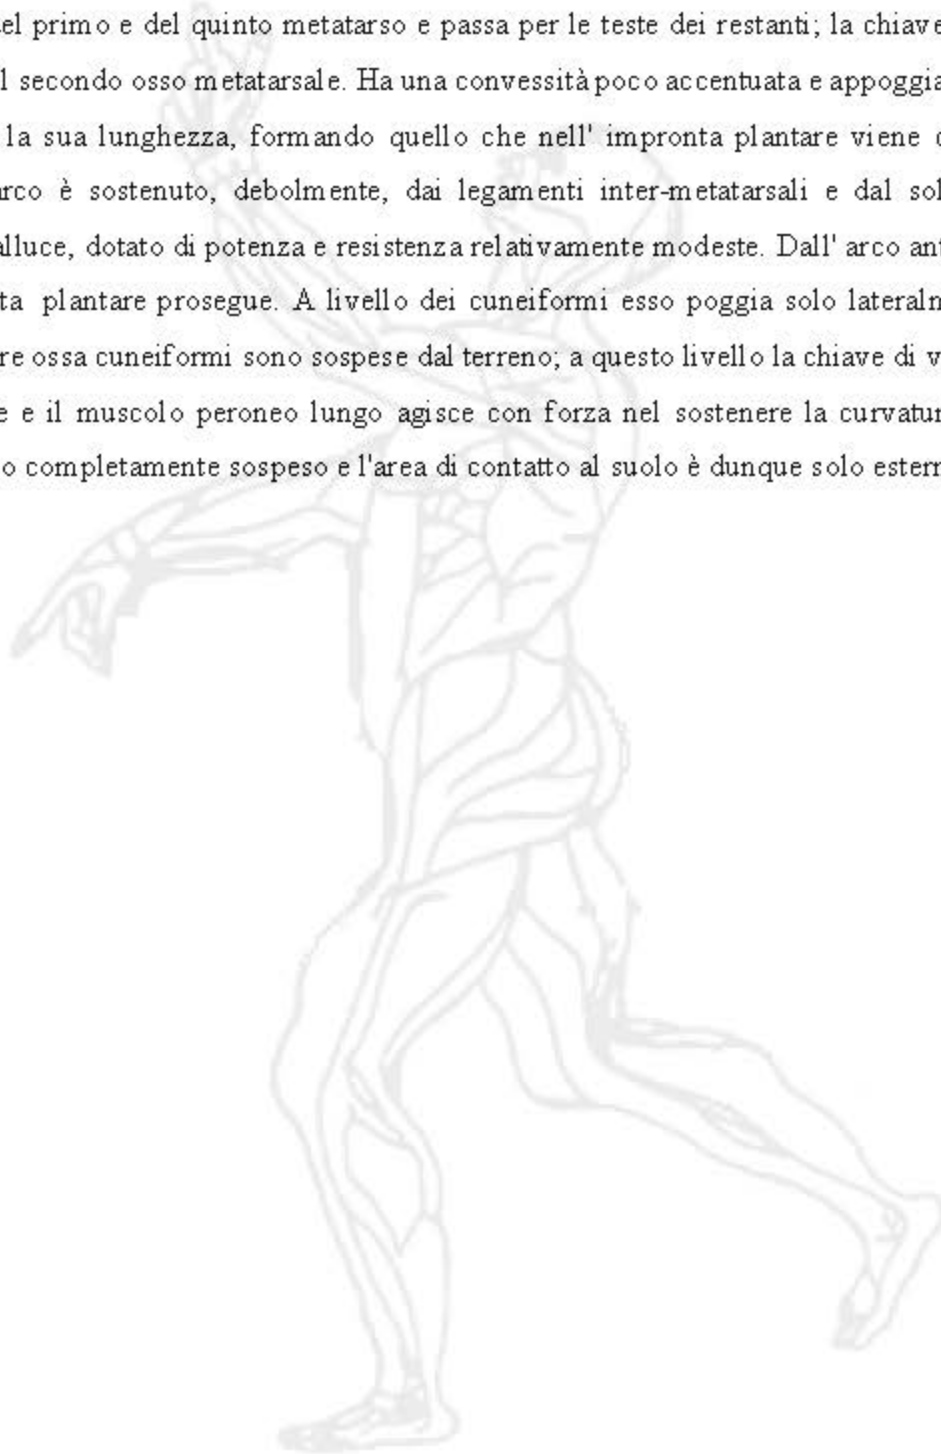 el primo e del quinto metatarso e passa per le teste dei restanti; la chiave
l secondo osso metatarsale. Ha una convessità poco accentuata e appoggia
la sua lunghezza, formando quello che nell' impronta plantare viene
rco è sostenuto, debolmente, dai legamenti inter-metatarsali e dal sol
alluce, dotato di potenza e resistenza relativamente modeste. Dall' arco ant
ta plantare prosegue. A livello dei cuneiformi esso poggia solo lateraln
re ossa cuneiformi sono sospese dal terreno; a questo livello la chiave di v
e e il muscolo peroneo lungo agisce con forza nel sostenere la curvatur
o completamente sospeso e l'area di contatto al suolo è dunque solo estern